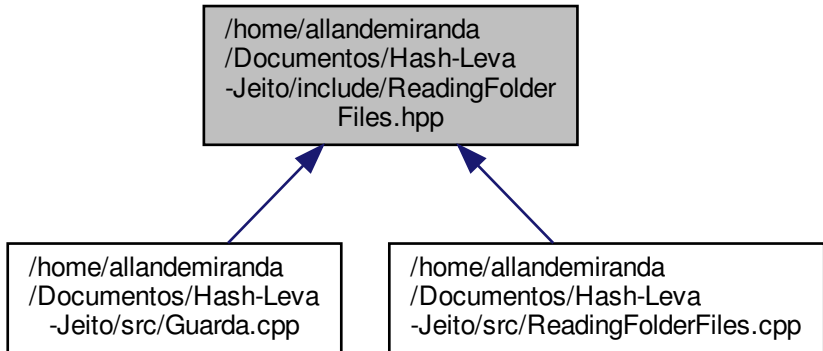 /home/allandemiranda
/Documentos/Hash-Leva
-Jeito/include/ReadingFolder
Files.hpp
/home/allandemiranda
/Documentos/Hash-Leva
-Jeito/src/Guarda.cpp
/home/allandemiranda
/Documentos/Hash-Leva
-Jeito/src/ReadingFolderFiles.cpp